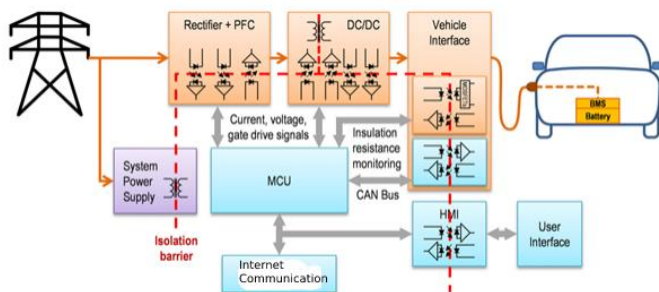 Rectifier + PFC
DC/DC
Vehicle
Interface
MOSFETs
BMS
Battery
Current, voltage,
gate drive signals
Insulation
resistance
monitoring
System
Power
Supply
MCU
CAN Bus
Isolation
barrier
HMI
User
Interface
Internet
Communication